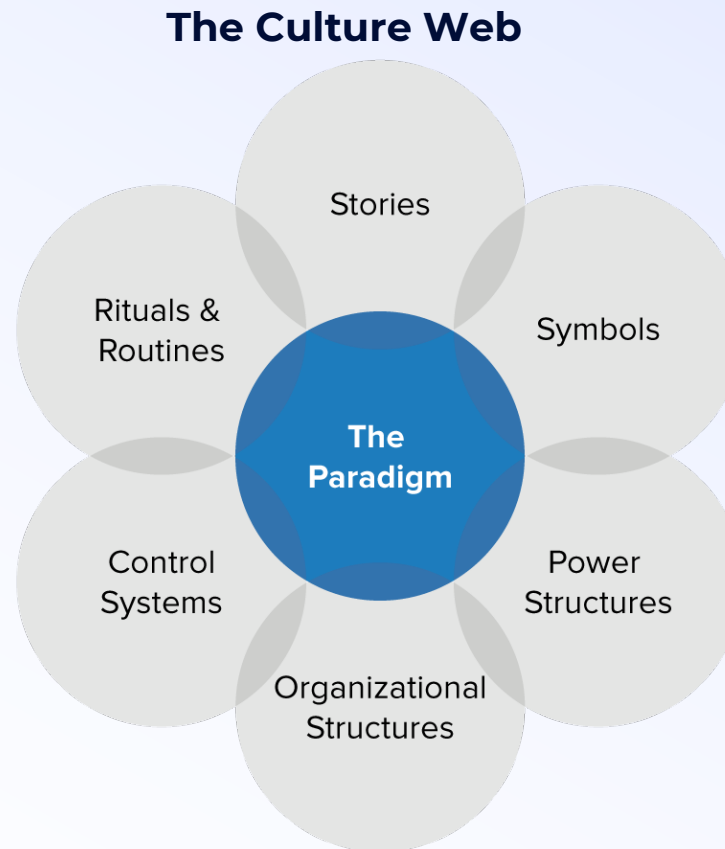 The Culture Web
Stories
Rituals &
Routines
Symbols
The
Paradigm
Control
Systems
Power
Structures
Organizational
Structures